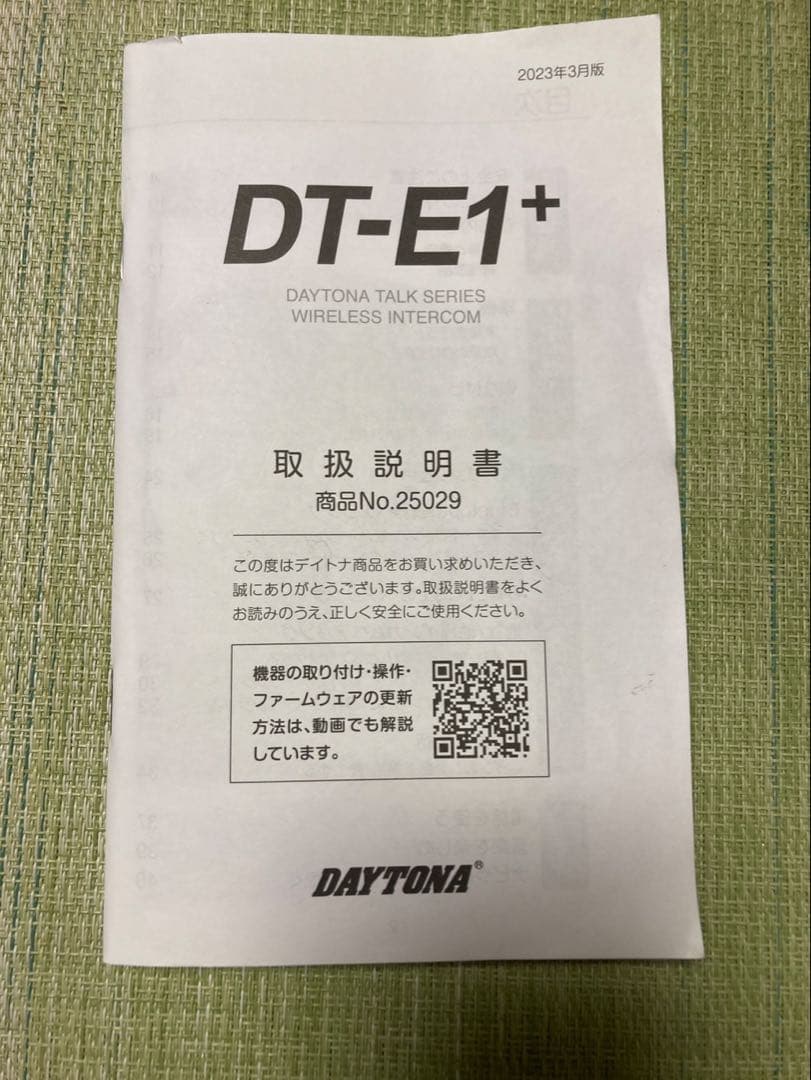 2023年3月版
DT-E1+
DAYTONA TALK SERIES
WIRELESS INTERCOM
取扱説明書
商品No.25029
この度はデイトナ商品をお買い求めいただき、
誠にありがとうございます。取扱説明書をよく
お読みのうえ、正しく安全にご使用ください。
機器の取り付け・操作・
ファームウェアの更新
方法は、動画でも解説
しています。
DAYTONA®